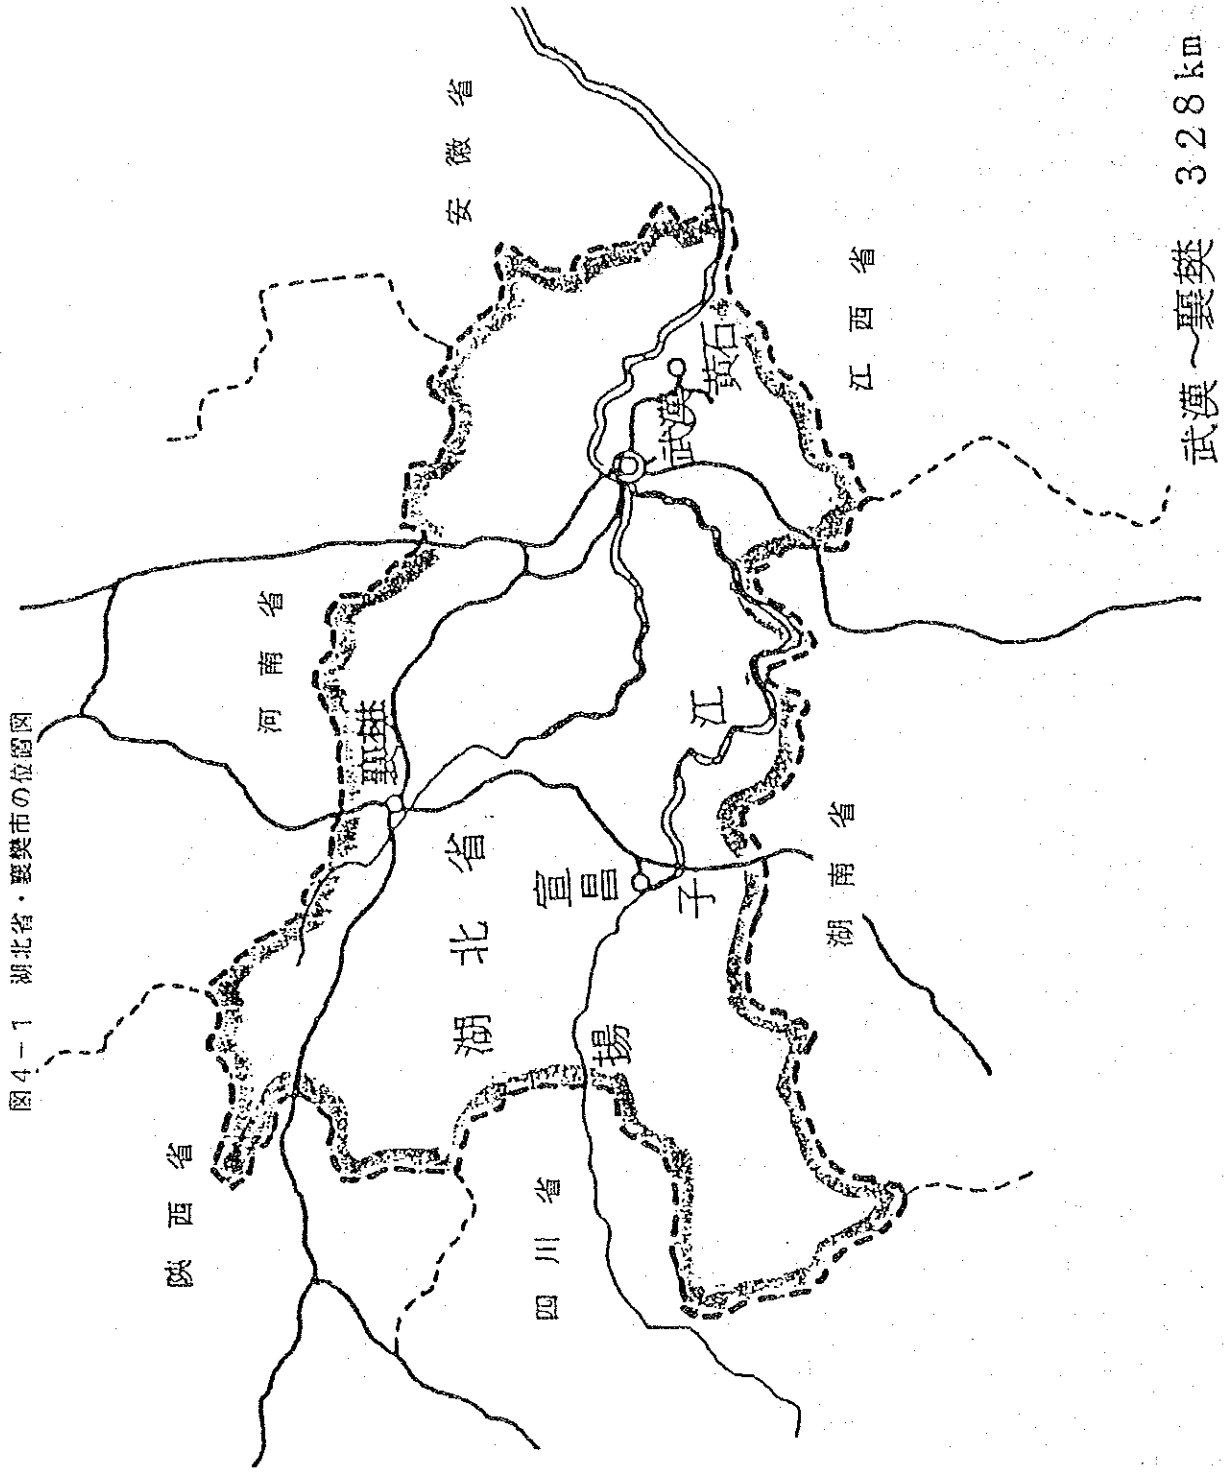 図4-1 湖北省・襄樊市の位置図
陝西省
河南省
安徽省
襄樊
湖北省
四川省
宜昌
揚子江
武漢
黄石
湖南省
江西省
武漢～襄樊 328km